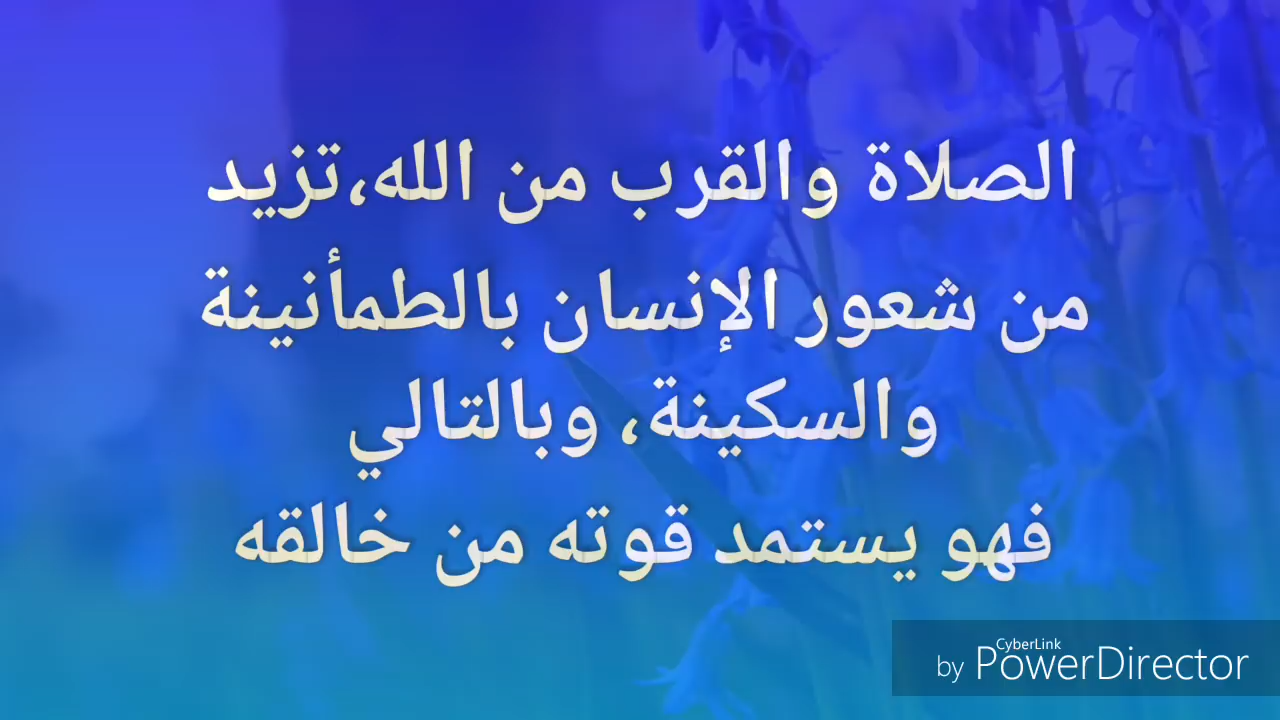 الصلاة والقرب من الله،تزيد
من شعور الإنسان بالطمأنينة
والسكينة، وبالتالي
فهو يستمد قوته من خالقه
CyberLink
by PowerDirector